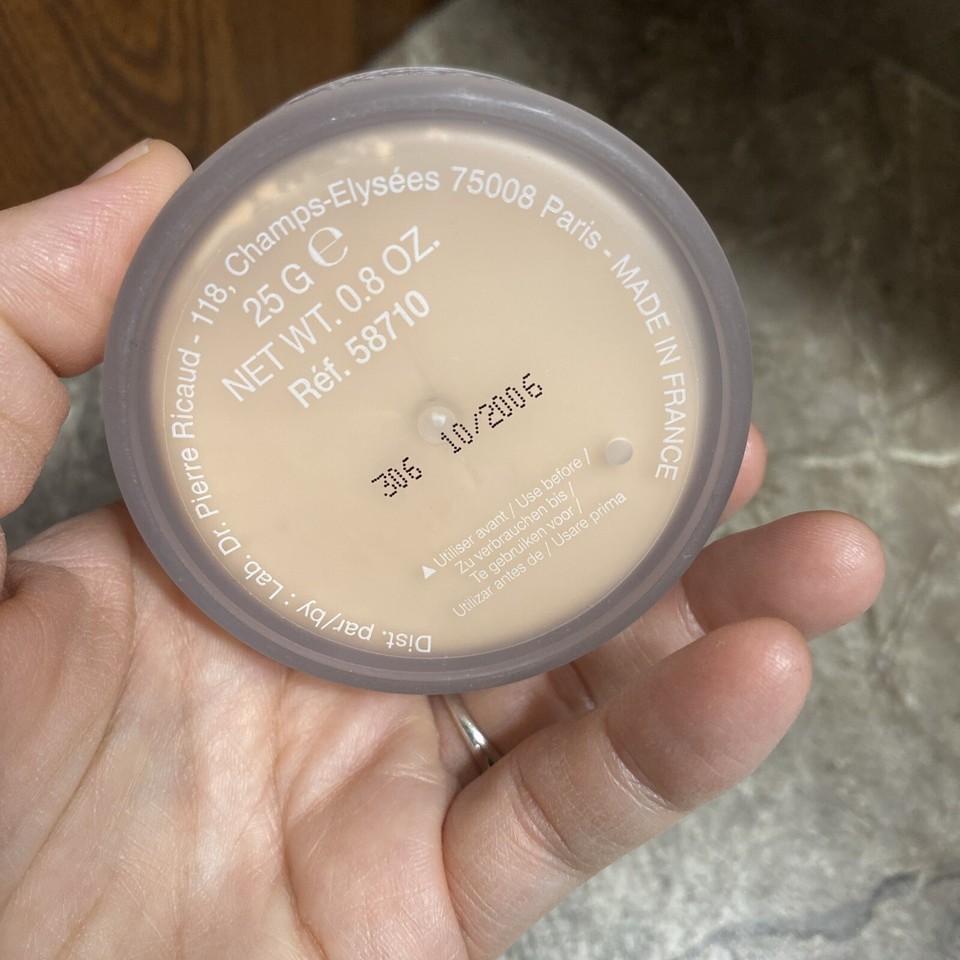 Dist. par/by : Lab. Dr. Pierre Ricaud - 118, Champs-Elysées 75008 Paris - MADE IN FRANCE
25 G ℮
NET WT. 0.8 OZ.
Réf. 58710
306 10/2006
▲ Utiliser avant / Use before /
Zu verbrauchen bis /
Te gebruiken voor /
Utilizar antes de / Usare prima